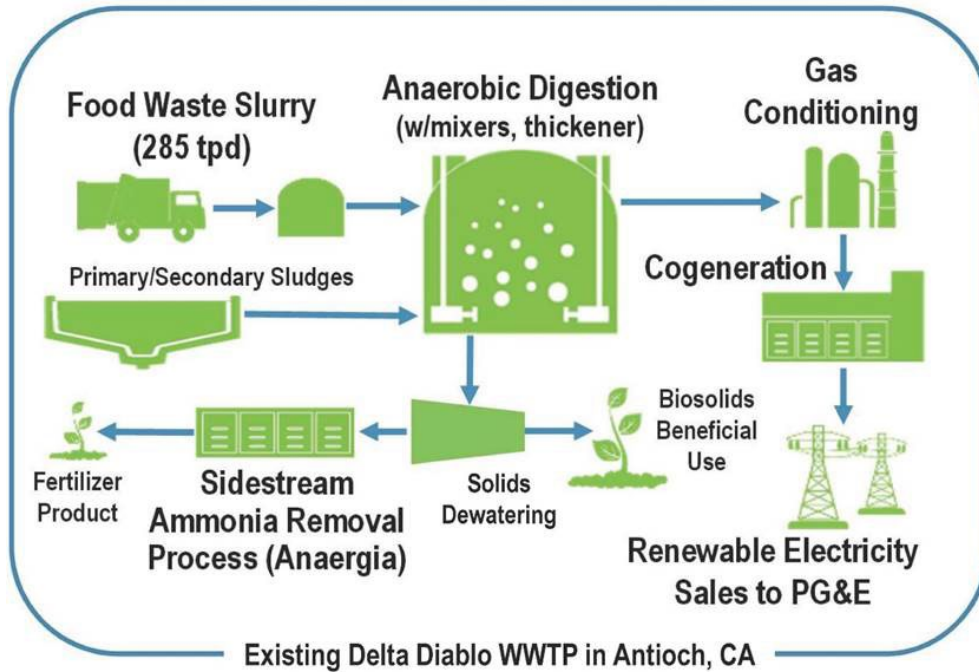 Food Waste Slurry
(285 tpd)
Anaerobic Digestion
(w/mixers, thickener)
Gas
Conditioning
Primary/Secondary Sludges
Cogeneration
Fertilizer
Product
Sidestream
Ammonia Removal
Process (Anaergia)
Solids
Dewatering
Biosolids
Beneficial
Use
Renewable Electricity
Sales to PG&E
Existing Delta Diablo WWTP in Antioch, CA